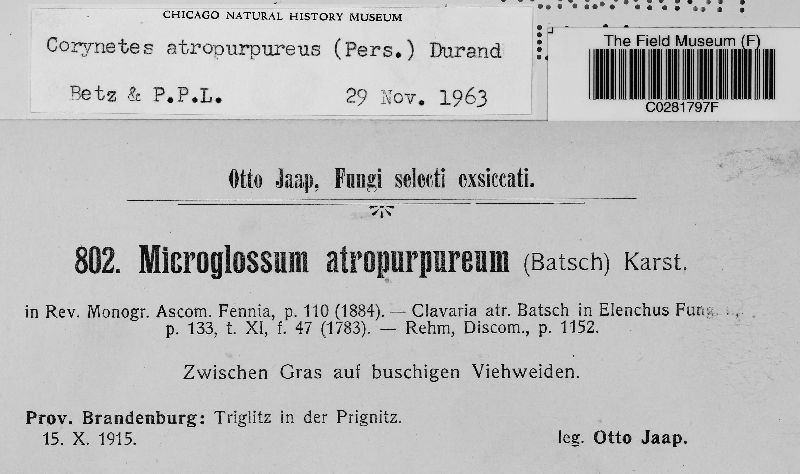 CHICAGO NATURAL HISTORY MUSEUM
Corynetes atropurpureus (Pers.) Durand
Betz & P.P.L. 29 Nov. 1963
The Field Museum (F)
C0281797F
Otto Jaap, Fungi selecti exsiccati.
802. Microglossum atropurpureum (Batsch) Karst.
in Rev. Monogr. Ascom. Fennia, p. 110 (1884). — Clavaria atr. Batsch in Elenchus Fung.
p. 133, t. XI, f. 47 (1783). — Rehm, Discom., p. 1152.
Zwischen Gras auf buschigen Viehweiden.
Prov. Brandenburg: Triglitz in der Prignitz.
15. X. 1915. leg. Otto Jaap.